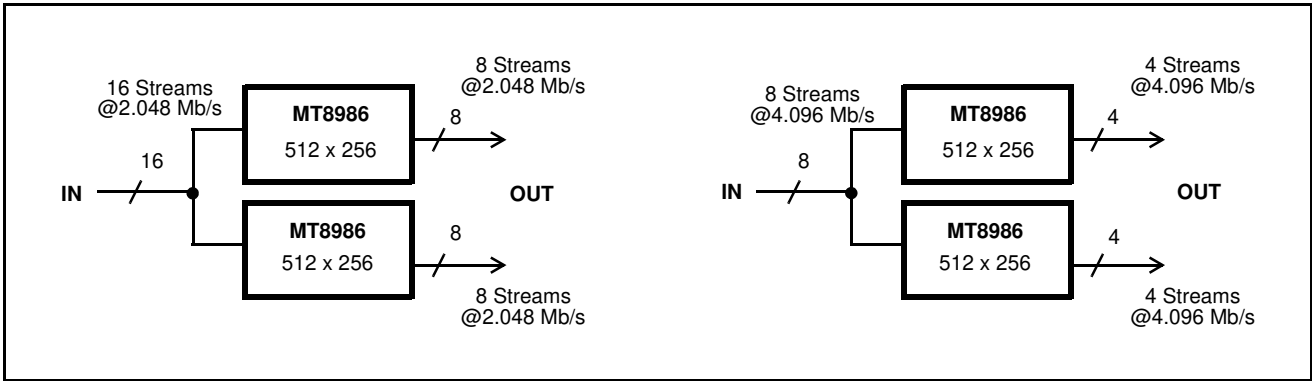 16 Streams
@2.048 Mb/s
16
IN
MT8986
512 x 256
8
8 Streams
@2.048 Mb/s
OUT
MT8986
512 x 256
8
8 Streams
@2.048 Mb/s
8 Streams
@4.096 Mb/s
8
IN
MT8986
512 x 256
4
4 Streams
@4.096 Mb/s
OUT
MT8986
512 x 256
4
4 Streams
@4.096 Mb/s